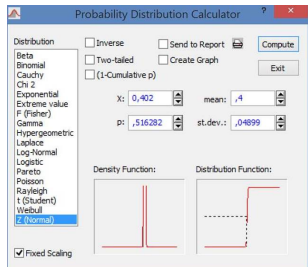 Probability Distribution Calculator ? ×
Distribution
Beta
Binomial
Cauchy
Chi 2
Exponential
Extreme value
F (Fisher)
Gamma
Hypergeometric
Laplace
Log-Normal
Logistic
Pareto
Poisson
Rayleigh
t (Student)
Weibull
Z (Normal)
Fixed Scaling
Inverse
Send to Report
Compute
Two-tailed
Create Graph
(1-Cumulative p)
Exit
X: 0,402 mean: ,4
p: ,516282 st.dev.: ,04899
Density Function: Distribution Function: